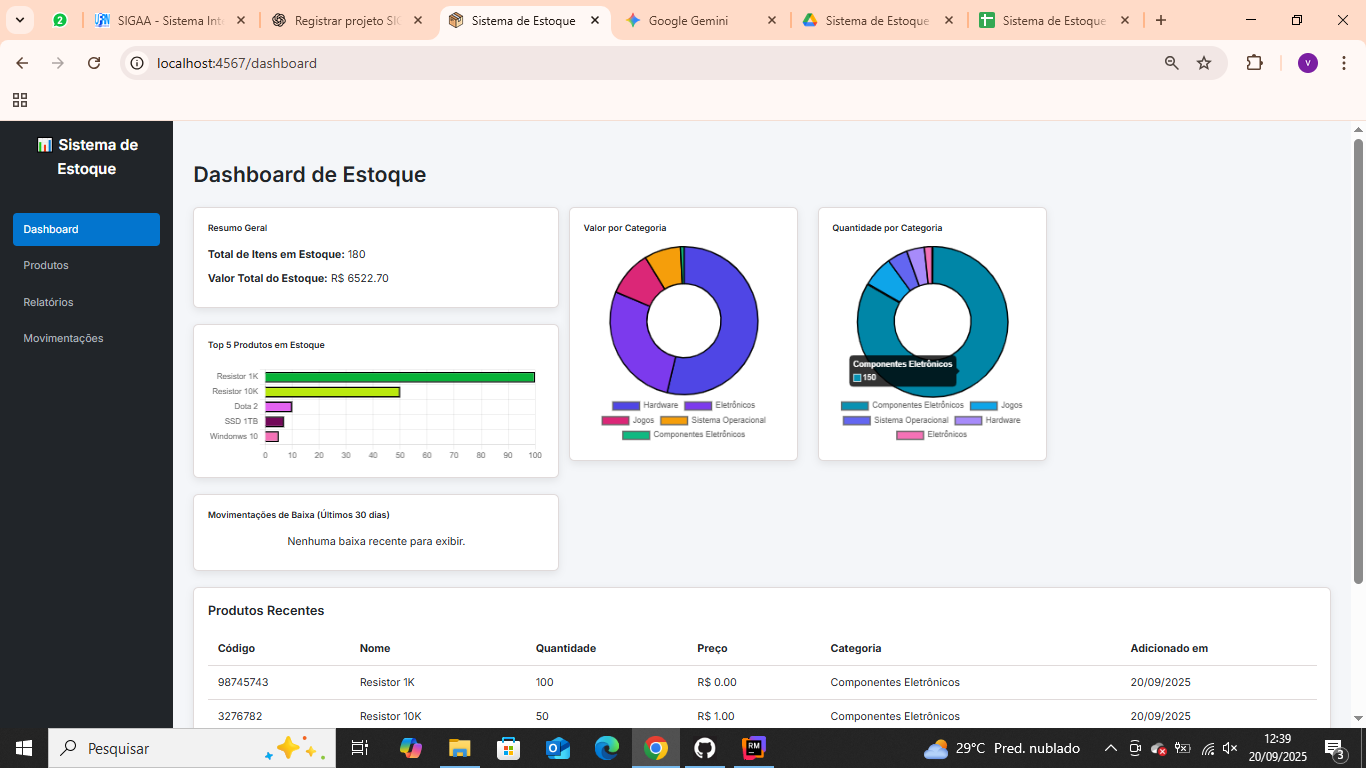 2
SIGAA - Sistema Int
Registrar projeto SIG
Sistema de Estoque
Google Gemini
Sistema de Estoque
Sistema de Estoque
localhost:4567/dashboard
V
Sistema de
Estoque
Dashboard
Produtos
Relatórios
Movimentações
Dashboard de Estoque
Resumo Geral
Total de Itens em Estoque: 180
Valor Total do Estoque: R$ 6522.70
Top 5 Produtos em Estoque
Resistor 1K
Resistor 10K
Dota 2
SSD 1TB
Windonws 10
0 10 20 30 40 50 60 70 80 90 100
Movimentações de Baixa (Últimos 30 dias)
Nenhuma baixa recente para exibir.
Valor por Categoria
Hardware Eletrônicos
Jogos Sistema Operacional
Componentes Eletrônicos
Quantidade por Categoria
Componentes Eletrônicos
150
Componentes Eletrônicos Jogos
Sistema Operacional Hardware
Eletrônicos
Produtos Recentes
Código Nome Quantidade Preço Categoria Adicionado em
98745743 Resistor 1K 100 R$ 0.00 Componentes Eletrônicos 20/09/2025
3276782 Resistor 10K 50 R$ 1.00 Componentes Eletrônicos 20/09/2025
Pesquisar
RM
29°C Pred. nublado
12:39
20/09/2025
3